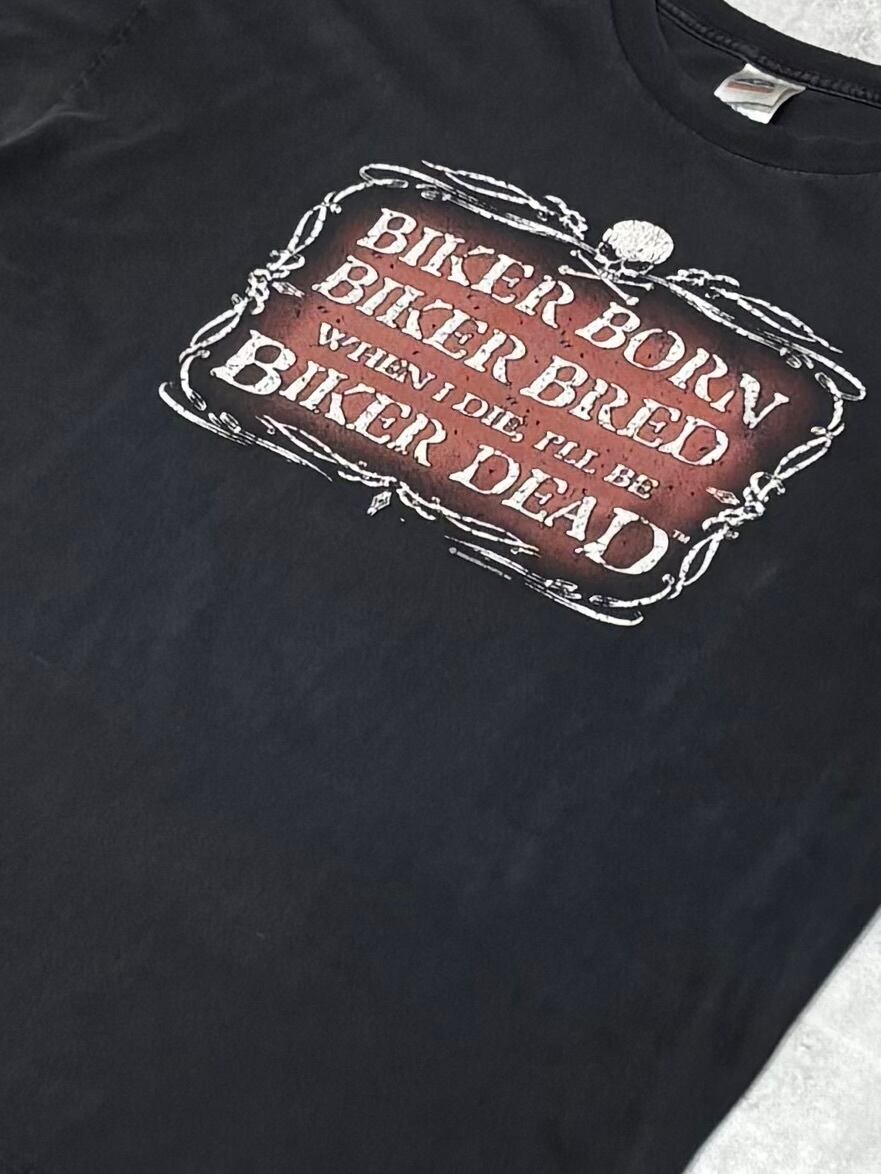 BIKER BORN
BIKER BRED
WHEN I DIE, I'LL BE
BIKER DEAD™